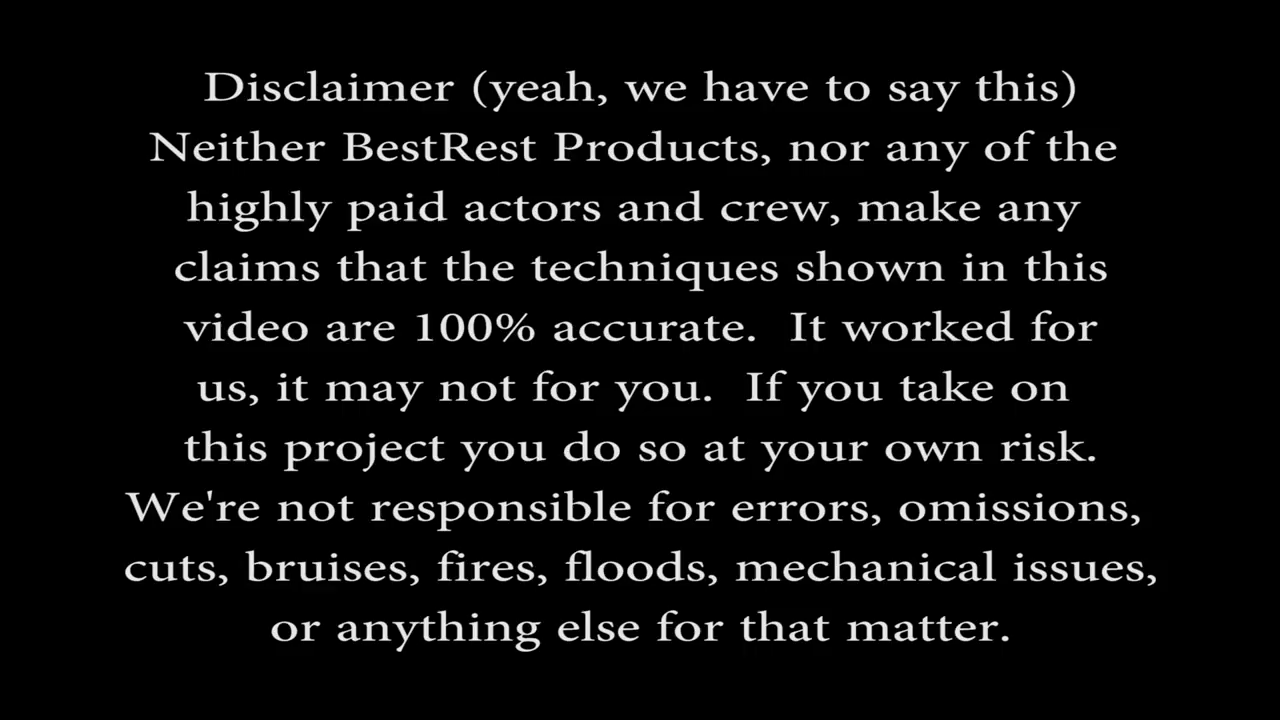 Disclaimer (yeah, we have to say this)
Neither BestRest Products, nor any of the
highly paid actors and crew, make any
claims that the techniques shown in this
video are 100% accurate.  It worked for
us, it may not for you.  If you take on
this project you do so at your own risk.
We're not responsible for errors, omissions,
cuts, bruises, fires, floods, mechanical issues,
or anything else for that matter.